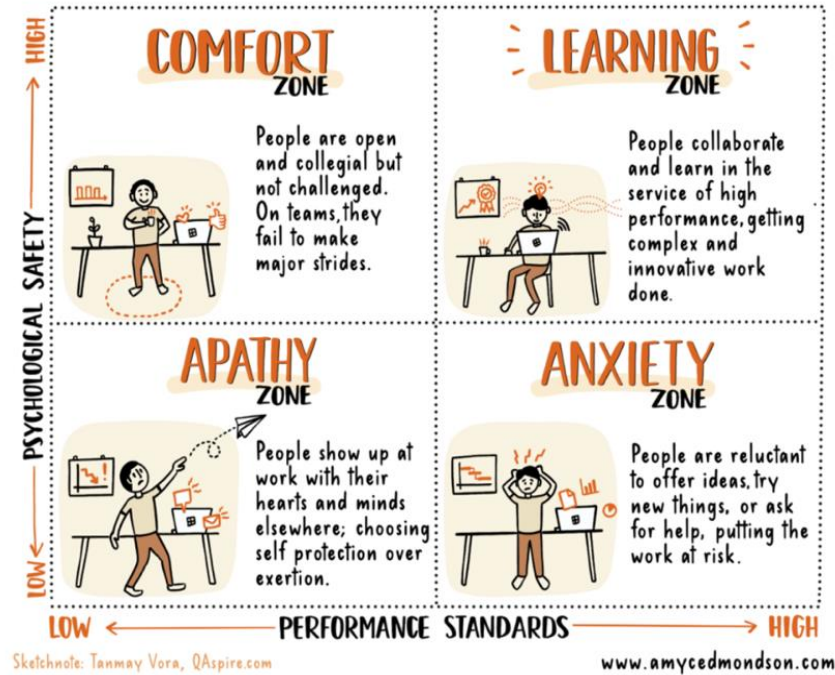 HIGH
PSYCHOLOGICAL SAFETY
LOW
COMFORT
ZONE
People are open
and collegial but
not challenged.
On teams, they
fail to make
major strides.
LEARNING
ZONE
People collaborate
and learn in the
service of high
performance, getting
complex and
innovative work
done.
APATHY
ZONE
People show up at
work with their
hearts and minds
elsewhere; choosing
self protection over
exertion.
ANXIETY
ZONE
People are reluctant
to offer ideas, try
new things, or ask
for help, putting the
work at risk.
LOW
PERFORMANCE STANDARDS
HIGH
Sketchnote: Tanmay Vora, QAspire.com
www.amycedmondson.com